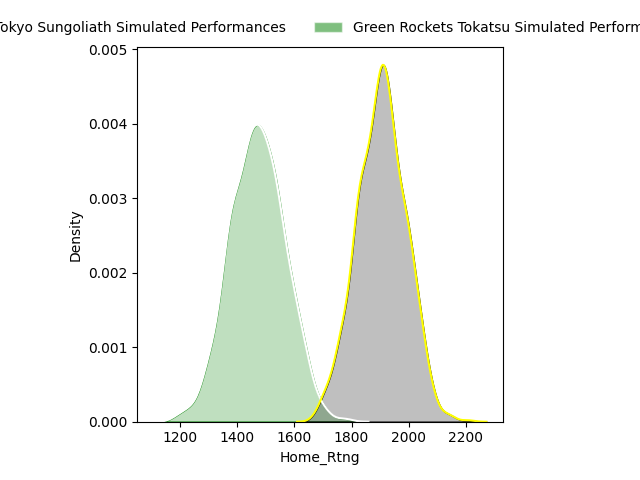 Tokyo Sungoliath Simulated Performances Green Rockets Tokatsu Simulated Perform
0.005
0.004
0.003
0.002
0.001
0.000
Density
1200 1400 1600 1800 2000 2200
Home_Rtng